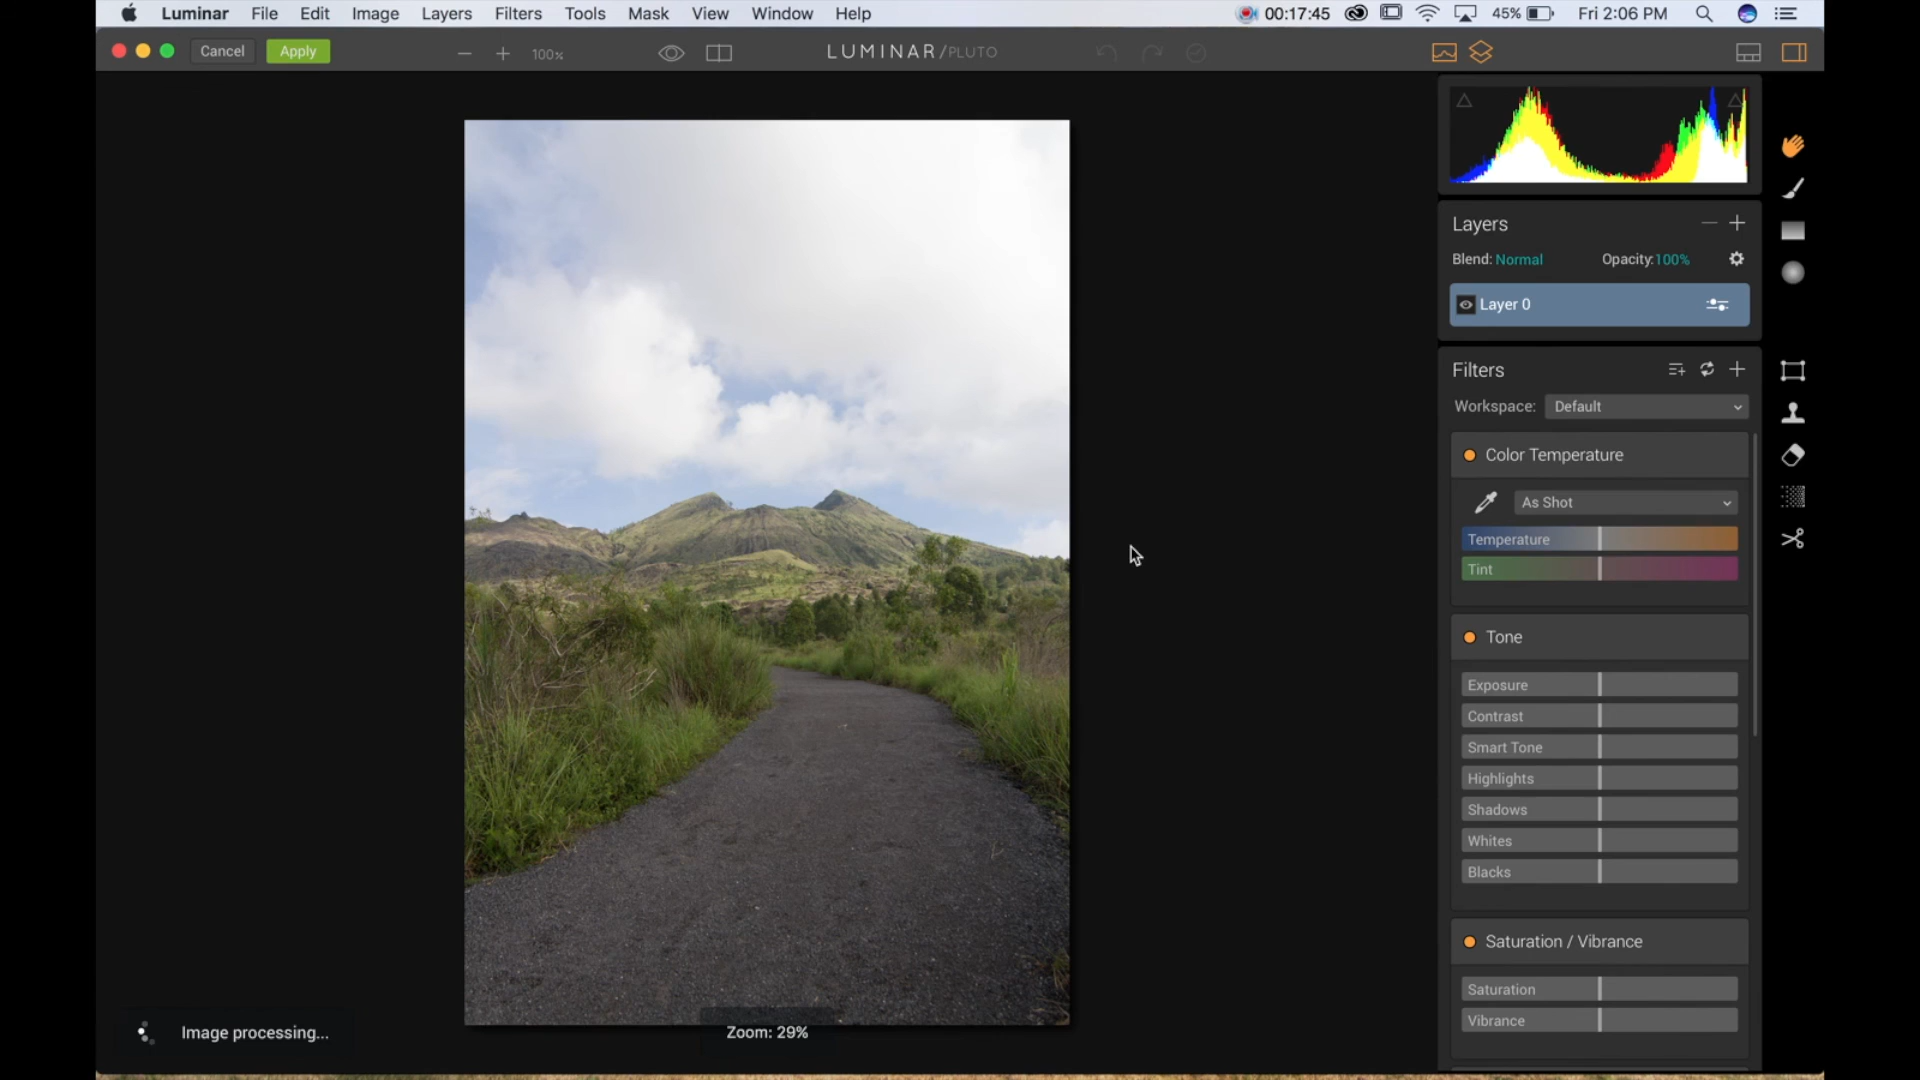 Luminar File Edit Image Layers Filters Tools Mask View Window Help 00:17:45 45% Fri 2:06 PM
Cancel Apply 100% LUMINAR/PLUTO
Layers
Blend: Normal Opacity:100%
Layer 0
Filters
Workspace: Default
Color Temperature
As Shot
Temperature
Tint
Tone
Exposure
Contrast
Smart Tone
Highlights
Shadows
Whites
Blacks
Saturation / Vibrance
Saturation
Vibrance
Image processing...
Zoom: 29%